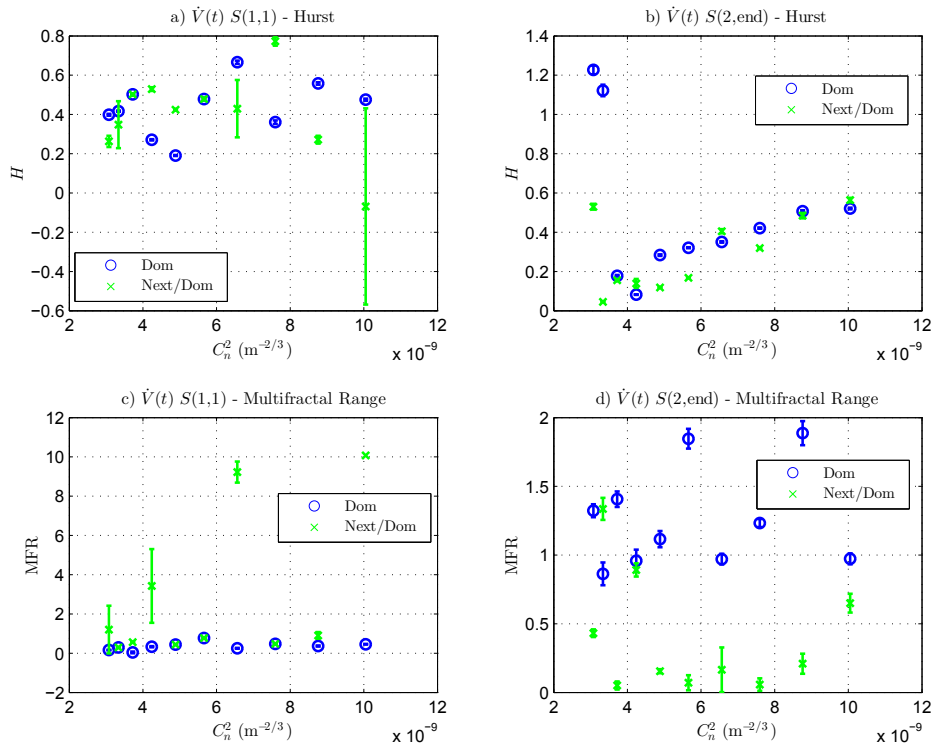 a) V̇(t) S(1,1) - Hurst
0.8
0.6
0.4
0.2
0
−0.2
−0.4
−0.6
H
Dom
Next/Dom
2 4 6 8 10 12
C_n^2 (m^{-2/3})
x 10^{-9}
b) V̇(t) S(2,end) - Hurst
1.4
1.2
1
0.8
0.6
0.4
0.2
0
H
Dom
Next/Dom
2 4 6 8 10 12
C_n^2 (m^{-2/3})
x 10^{-9}
c) V̇(t) S(1,1) - Multifractal Range
12
10
8
6
4
2
0
−2
MFR
Dom
Next/Dom
2 4 6 8 10 12
C_n^2 (m^{-2/3})
x 10^{-9}
d) V̇(t) S(2,end) - Multifractal Range
2
1.5
1
0.5
0
MFR
Dom
Next/Dom
2 4 6 8 10 12
C_n^2 (m^{-2/3})
x 10^{-9}